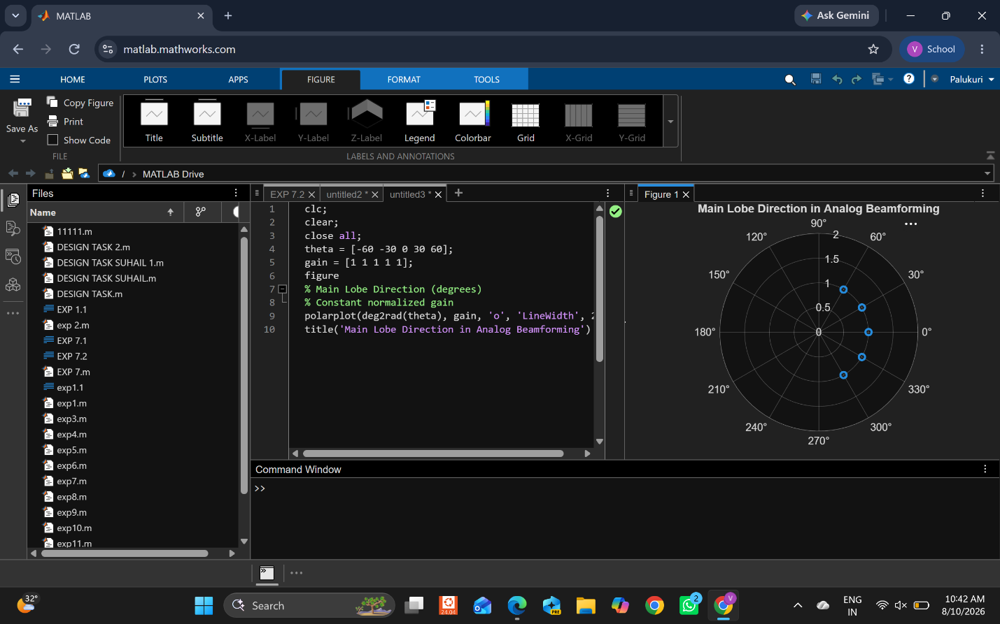 MATLAB
Ask Gemini
matlab.mathworks.com
V School
HOME PLOTS APPS FIGURE FORMAT TOOLS
Palukuri
Save As
Copy Figure
Print
Show Code
FILE
Title Subtitle X-Label Y-Label Z-Label Legend Colorbar Grid X-Grid Y-Grid
LABELS AND ANNOTATIONS
/ > MATLAB Drive
Files
Name
11111.m
DESIGN TASK 2.m
DESIGN TASK SUHAIL 1.m
DESIGN TASK SUHAIL.m
DESIGN TASK.m
EXP 1.1
exp 2.m
EXP 7.1
EXP 7.2
EXP 7.m
exp1.1
exp1.m
exp3.m
exp4.m
exp5.m
exp6.m
exp7.m
exp8.m
exp9.m
exp10.m
exp11.m
EXP 7.2 untitled2 * untitled3 *
1 clc;
2 clear;
3 close all;
4 theta = [-60 -30 0 30 60];
5 gain = [1 1 1 1 1];
6 figure
7 % Main Lobe Direction (degrees)
8 % Constant normalized gain
9 polarplot(deg2rad(theta), gain, 'o', 'LineWidth', 2
10 title('Main Lobe Direction in Analog Beamforming')
Figure 1
Main Lobe Direction in Analog Beamforming
90°
120° 2 60°
150° 1.5 30°
1
0.5
180° 0 0°
210° 330°
240° 300°
270°
Command Window
>>
32°
Search
24.04
PRE
2
V
ENG
IN
10:42 AM
8/10/2026